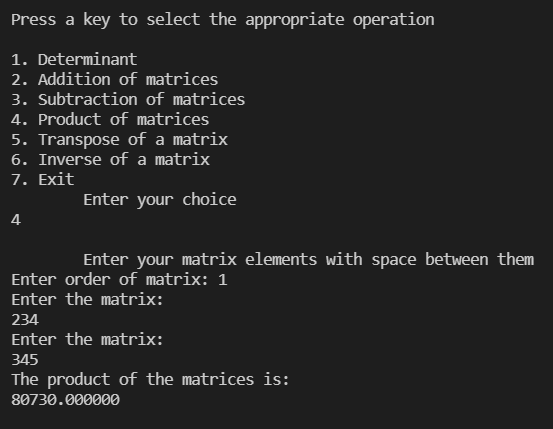 Press a key to select the appropriate operation
1. Determinant
2. Addition of matrices
3. Subtraction of matrices
4. Product of matrices
5. Transpose of a matrix
6. Inverse of a matrix
7. Exit
Enter your choice
4
Enter your matrix elements with space between them
Enter order of matrix: 1
Enter the matrix:
234
Enter the matrix:
345
The product of the matrices is:
80730.000000